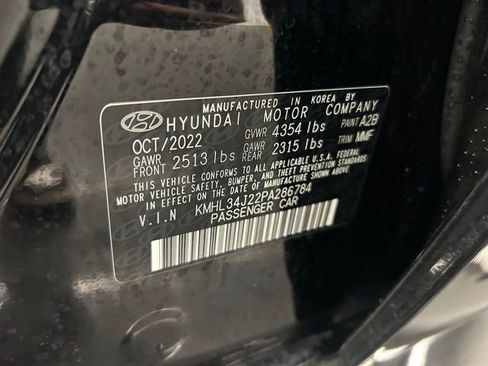 MANUFACTURED IN KOREA BY
HYUNDAI MOTOR COMPANY
OCT/2022 GVWR 4354 lbs PAINT A2B
GAWR FRONT 2513 lbs GAWR REAR 2315 lbs TRIM MMF
THIS VEHICLE CONFORMS TO ALL APPLICABLE U.S.A. FEDERAL
MOTOR VEHICLE SAFETY, BUMPER, AND THEFT PREVENTION
STANDARDS IN EFFECT ON THE DATE OF MANUFACTURE SHOWN ABOVE.
V.I.N KMHL34J22PA286784
PASSENGER CAR